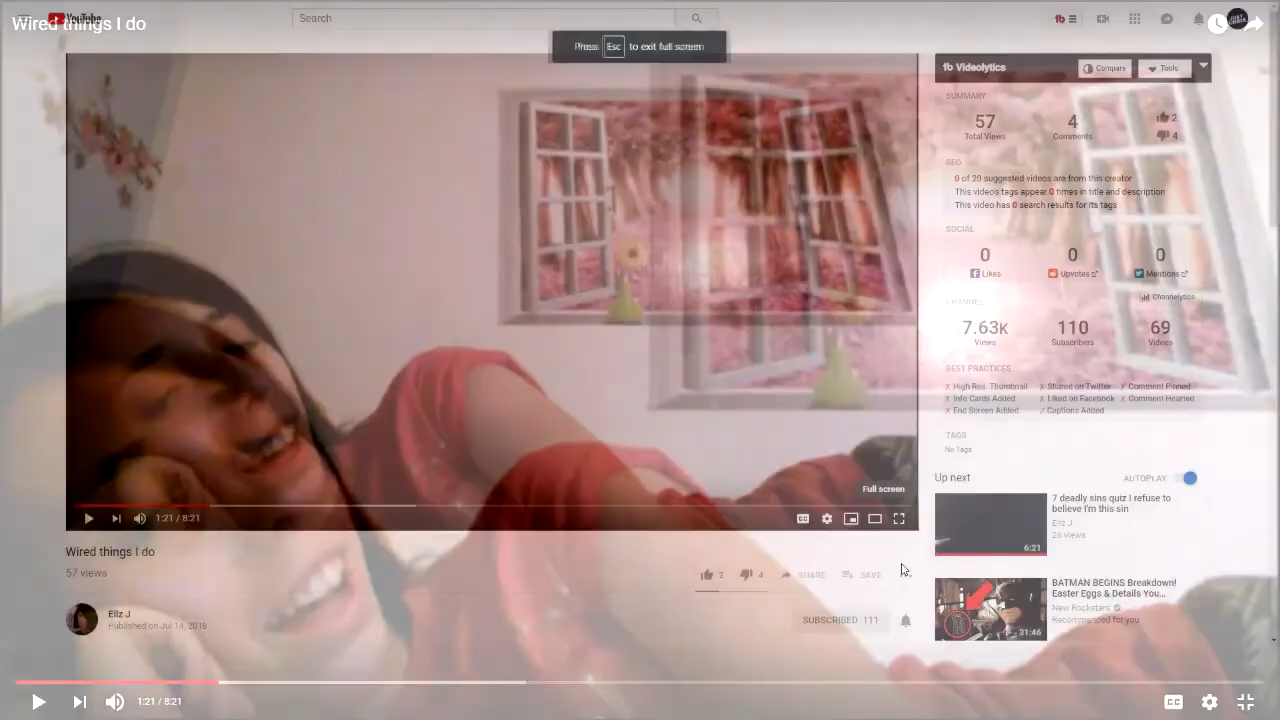 Wired things I do
YouTube
Search
Press Esc to exit full screen
tb Videolytics
Compare
Tools
SUMMARY
57
4
2
Total Views
Comments
4
SEO
0 of 20 suggested videos are from this creator
This video's tags appear 0 times in title and description
This video has 0 search results for its tags
SOCIAL
0
0
0
Likes
Upvotes
Mentions
CHANNEL
Channelytics
7.63K
110
69
Views
Subscribers
Videos
BEST PRACTICES
X High Res. Thumbnail
X Shared on Twitter
X Comment Pinned
X Info Cards Added
X Liked on Facebook
X Comment Hearted
X End Screen Added
Captions Added
TAGS
No Tags
Up next
AUTOPLAY
Full screen
1:21 / 8:21
CC
7 deadly sins quiz I refuse to
believe I'm this sin
Eliz J
26 views
6:21
Wired things I do
57 views
2
4
SHARE
SAVE
Eliz J
Published on Jul 14, 2018
SUBSCRIBED 111
BATMAN BEGINS Breakdown!
Easter Eggs & Details You...
New Rockstars
Recommended for you
31:46
1:21 / 8:21
CC